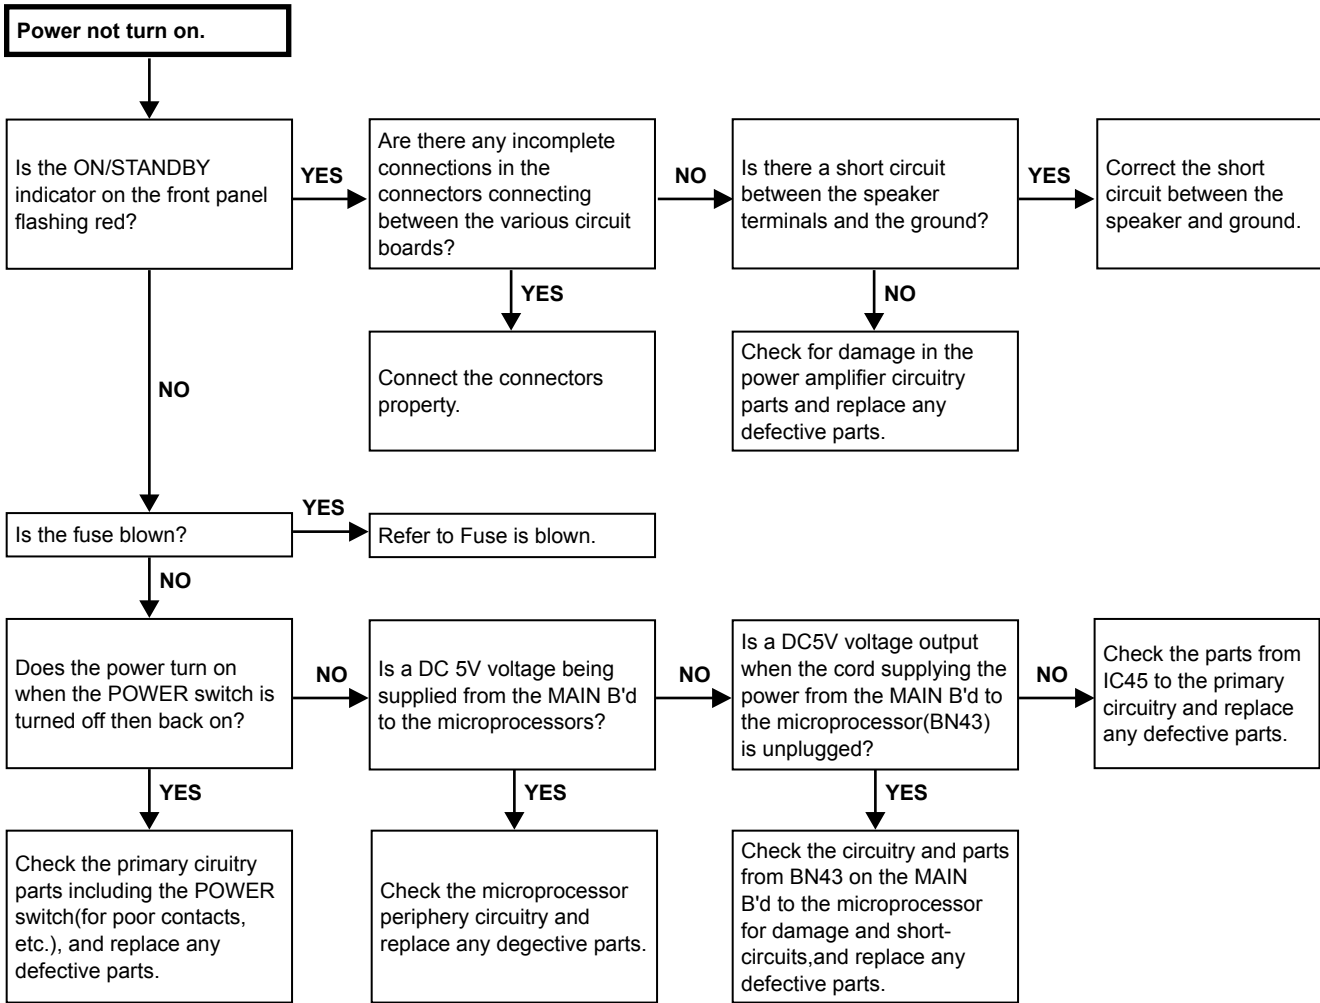 Power not turn on.
Is the ON/STANDBY
indicator on the front panel
flashing red?
YES
Are there any incomplete
connections in the
connectors connecting
between the various circuit
boards?
NO
Is there a short circuit
between the speaker
terminals and the ground?
YES
Correct the short
circuit between the
speaker and ground.
YES
Connect the connectors
property.
NO
Check for damage in the
power amplifier circuitry
parts and replace any
defective parts.
NO
Is the fuse blown?
YES
Refer to Fuse is blown.
NO
Does the power turn on
when the POWER switch is
turned off then back on?
NO
Is a DC 5V voltage being
supplied from the MAIN B'd
to the microprocessors?
NO
Is a DC5V voltage output
when the cord supplying the
power from the MAIN B'd to
the microprocessor(BN43)
is unplugged?
NO
Check the parts from
IC45 to the primary
circuitry and replace
any defective parts.
YES
Check the primary ciruitry
parts including the POWER
switch(for poor contacts,
etc.), and replace any
defective parts.
YES
Check the microprocessor
periphery circuitry and
replace any degective parts.
YES
Check the circuitry and parts
from BN43 on the MAIN
B'd to the microprocessor
for damage and short-
circuits,and replace any
defective parts.